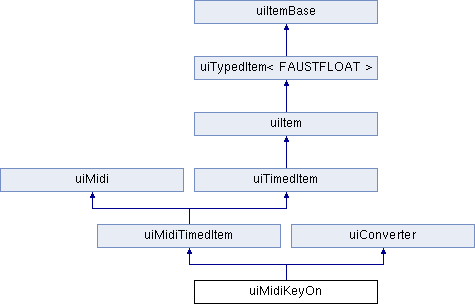 uiItemBase
uiTypedItem< FAUSTFLOAT >
uiItem
uiMidi
uiTimedItem
uiMidiTimedItem
uiConverter
uiMidiKeyOn